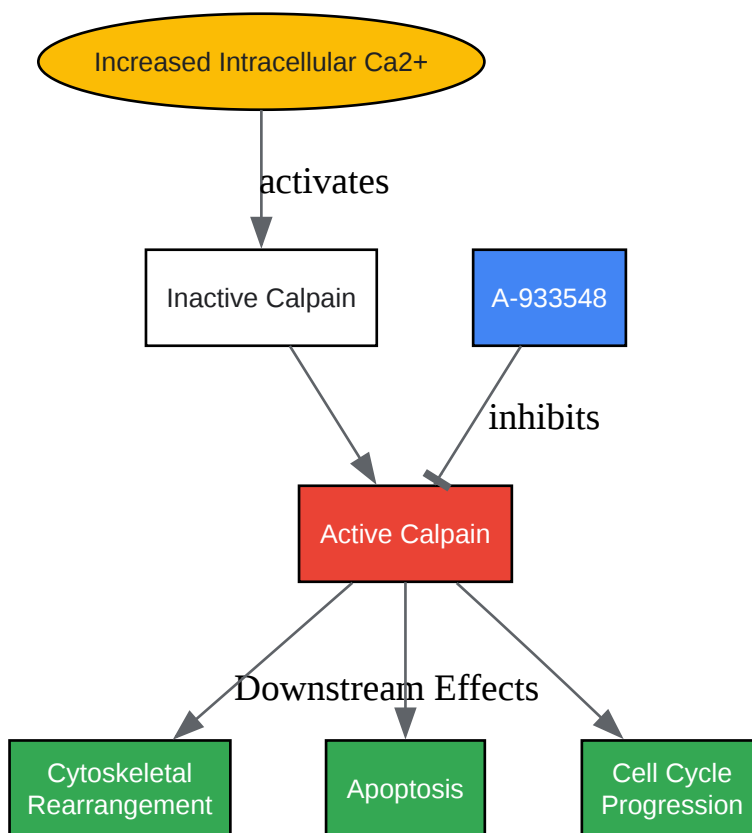 Increased Intracellular Ca2+
activates
Inactive Calpain
A-933548
inhibits
Active Calpain
Downstream Effects
Cytoskeletal
Rearrangement
Apoptosis
Cell Cycle
Progression